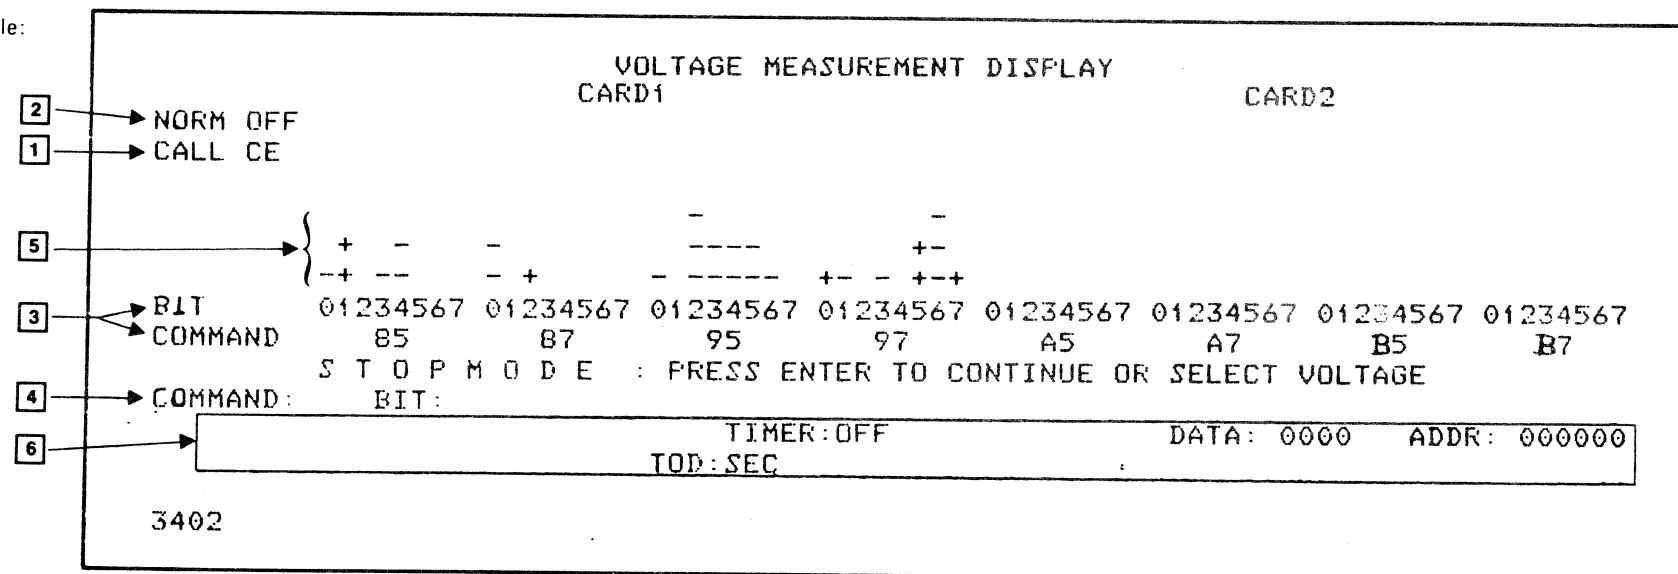 le:
VOLTAGE MEASUREMENT DISPLAY
CARD1 CARD2
2 NORM OFF
1 CALL CE
- -
5 + - - ---- +-
-+ -- - + - ----- +- - +-+
3 BIT 01234567 01234567 01234567 01234567 01234567 01234567 01234567 01234567
COMMAND 85 87 95 97 A5 A7 B5 B7
S T O P M O D E : PRESS ENTER TO CONTINUE OR SELECT VOLTAGE
4 COMMAND: BIT:
6 TIMER:OFF DATA: 0000 ADDR: 000000
TOD:SEC
3402